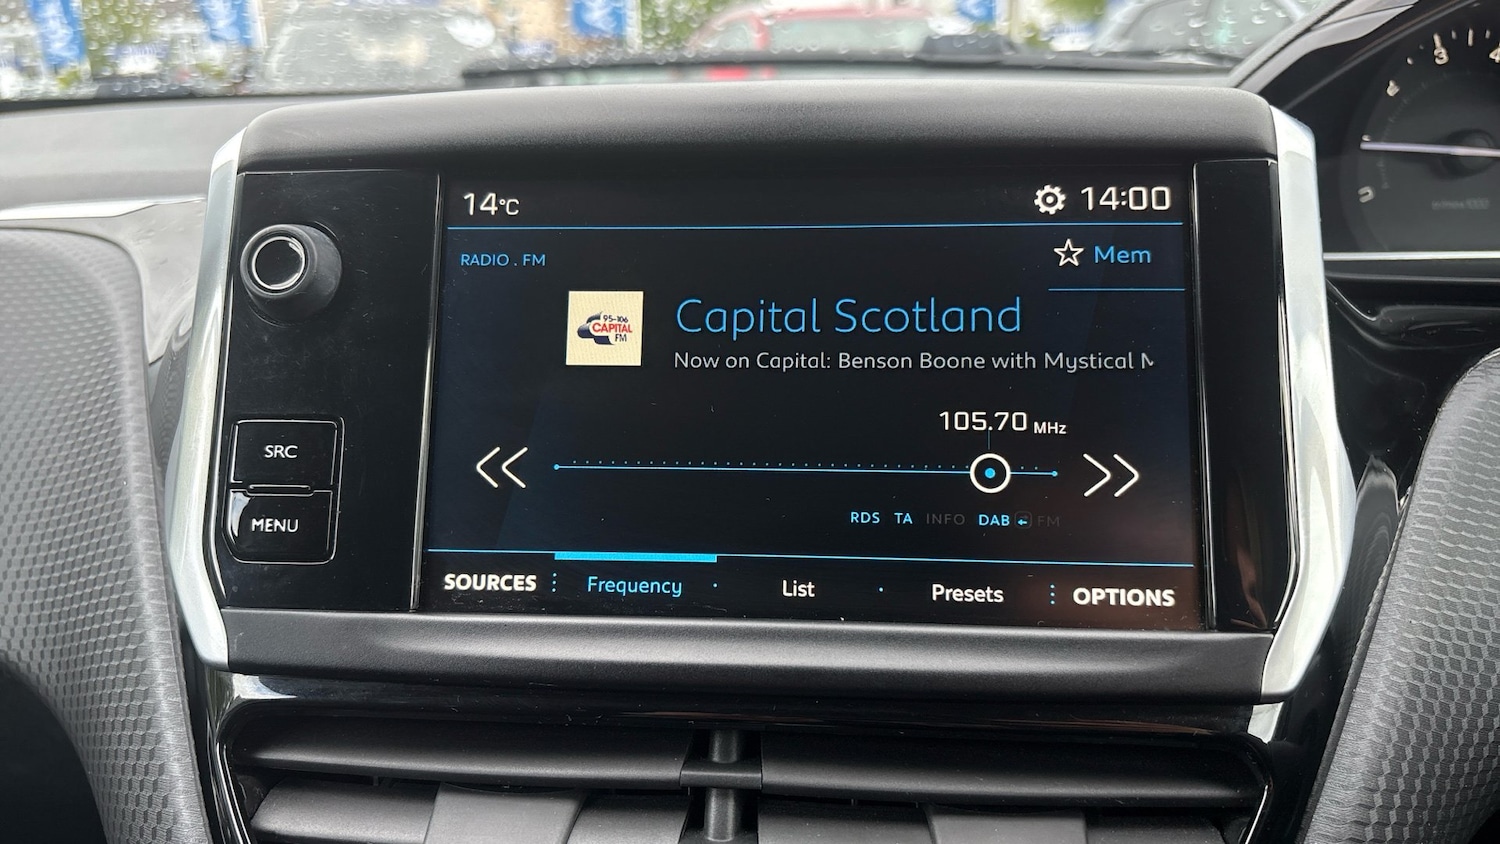 3
14°C
14:00
RADIO . FM
Mem
95-106
CAPITAL
FM
Capital Scotland
Now on Capital: Benson Boone with Mystical
105.70 MHz
SRC
MENU
RDS TA INFO DAB FM
SOURCES Frequency List Presets OPTIONS